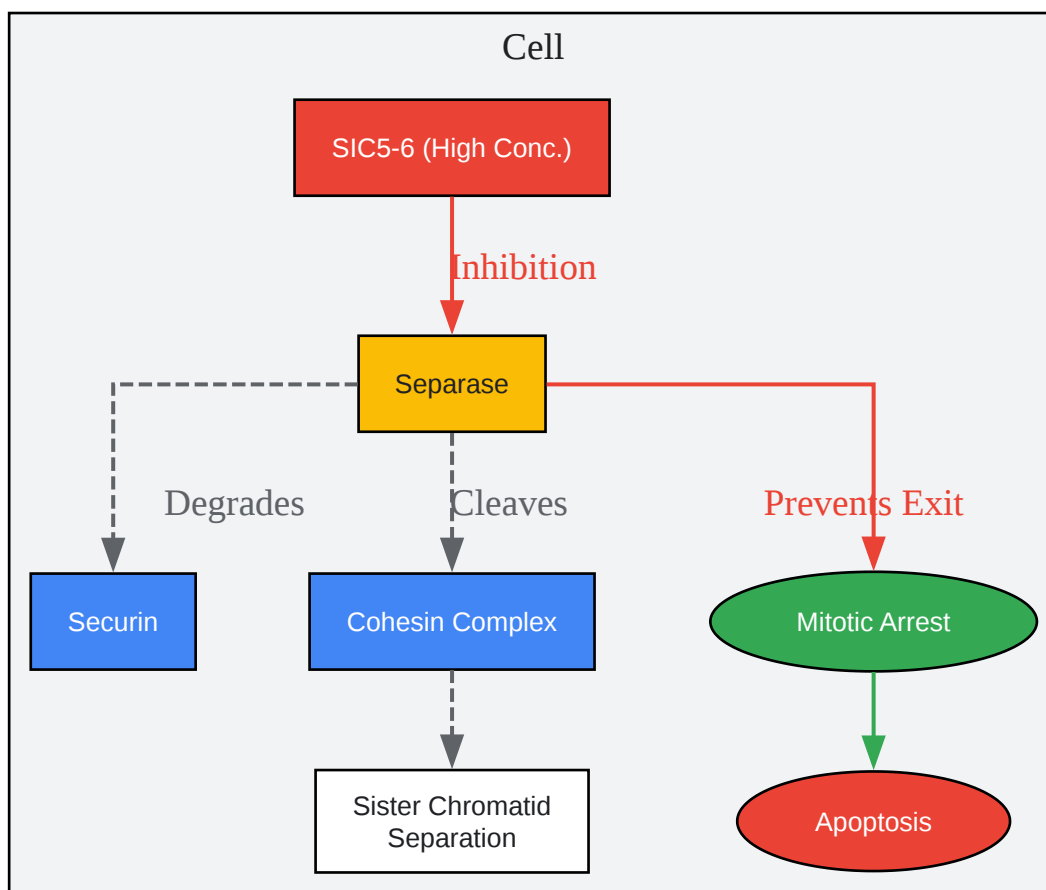 Cell
SIC5-6 (High Conc.)
Inhibition
Separase
Degrades
Cleaves
Prevents Exit
Securin
Cohesin Complex
Mitotic Arrest
Sister Chromatid
Separation
Apoptosis